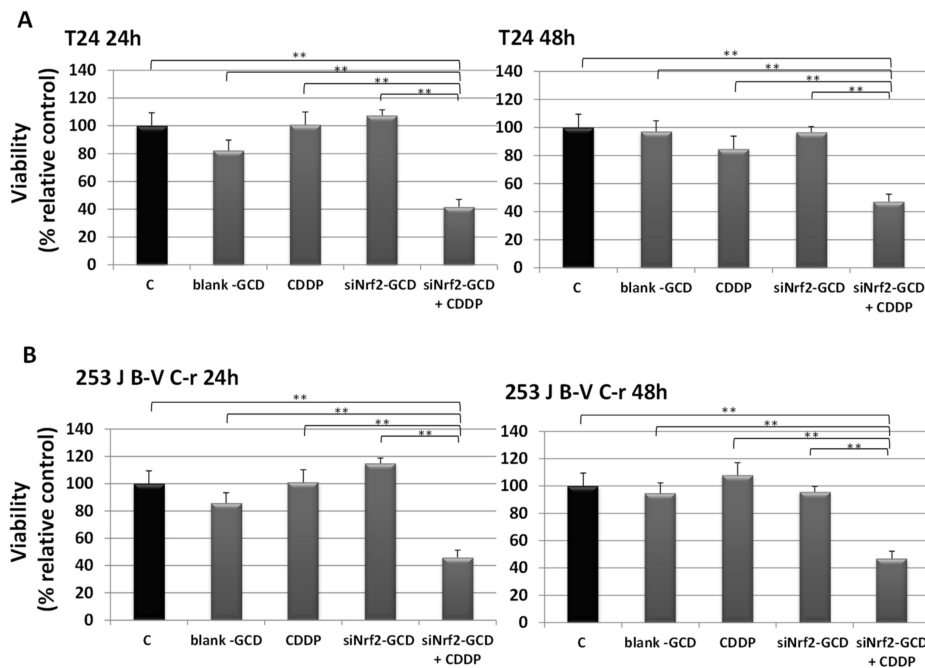 A
T24 24h
**
**
**
**
Viability
(% relative control)
140
120
100
80
60
40
20
0
C
blank -GCD
CDDP
siNrf2-GCD
siNrf2-GCD
+ CDDP
T24 48h
**
**
**
**
140
120
100
80
60
40
20
0
C
blank -GCD
CDDP
siNrf2-GCD
siNrf2-GCD
+ CDDP
B
253 J B-V C-r 24h
**
**
**
**
Viability
(% relative control)
140
120
100
80
60
40
20
0
C
blank -GCD
CDDP
siNrf2-GCD
siNrf2-GCD
+ CDDP
253 J B-V C-r 48h
**
**
**
**
140
120
100
80
60
40
20
0
C
blank -GCD
CDDP
siNrf2-GCD
siNrf2-GCD
+ CDDP